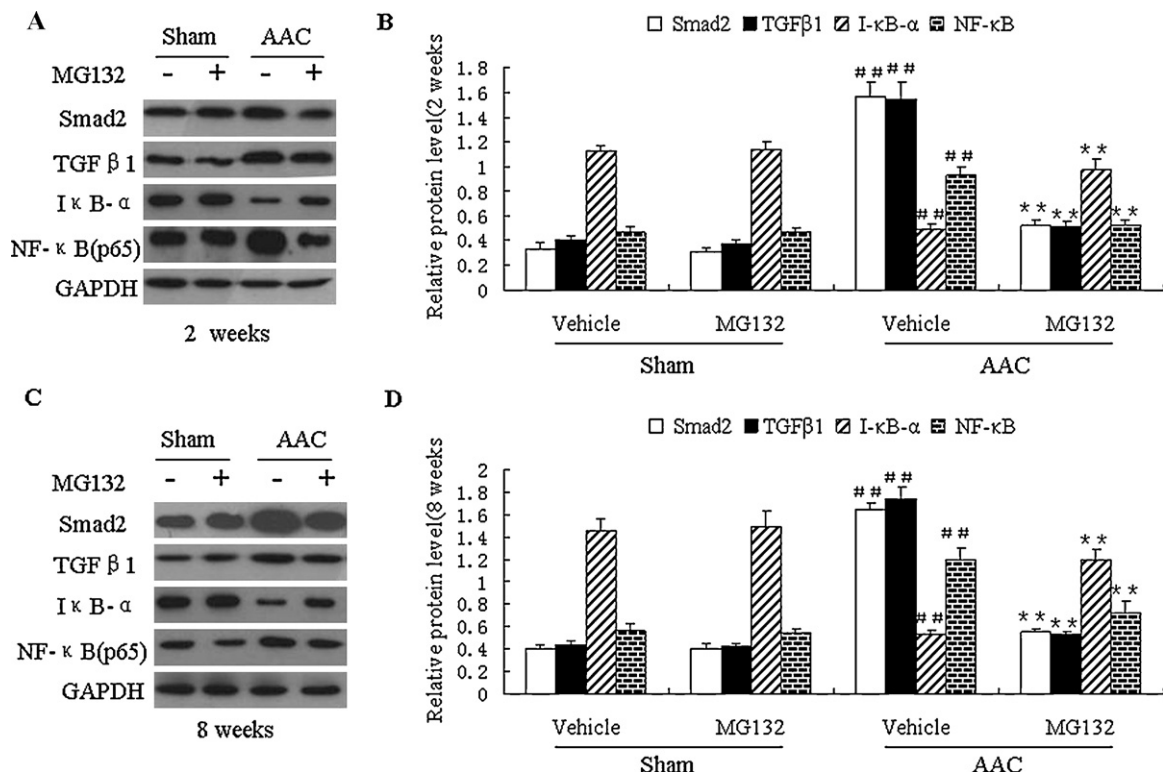 A
Sham AAC
MG132 - + - +
Smad2
TGF β 1
I κ B-α
NF-κ B(p65)
GAPDH
2 weeks
B
Smad2 TGFβ1 I-κB-α NF-κB
Relative protein level(2 weeks)
1.8
1.6
1.4
1.2
1
0.8
0.6
0.4
0.2
0
## ## ## ##
** ** ** **
Vehicle MG132 Vehicle MG132
Sham AAC
C
Sham AAC
MG132 - + - +
Smad2
TGF β 1
I κ B-α
NF-κ B(p65)
GAPDH
8 weeks
D
Smad2 TGFβ1 I-κB-α NF-κB
Relative protein level(8 weeks)
2
1.8
1.6
1.4
1.2
1
0.8
0.6
0.4
0.2
0
## ## ## ##
** ** ** **
Vehicle MG132 Vehicle MG132
Sham AAC